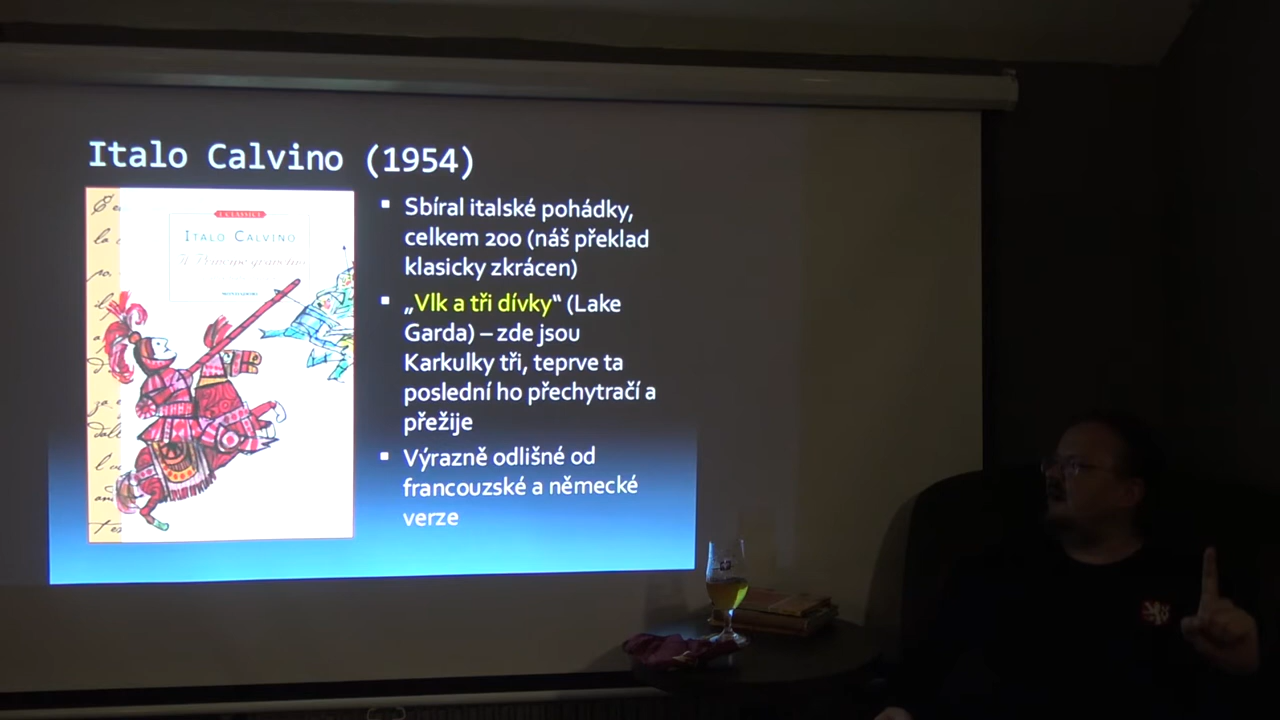 Italo Calvino (1954)
I CLASSICI
ITALO CALVINO
▪ Sbíral italské pohádky,
celkem 200 (náš překlad
klasicky zkrácen)
▪ „Vlk a tři dívky“ (Lake
Garda) – zde jsou
Karkulky tři, teprve ta
poslední ho přechytračí a
přežije
▪ Výrazně odlišné od
francouzské a německé
verze